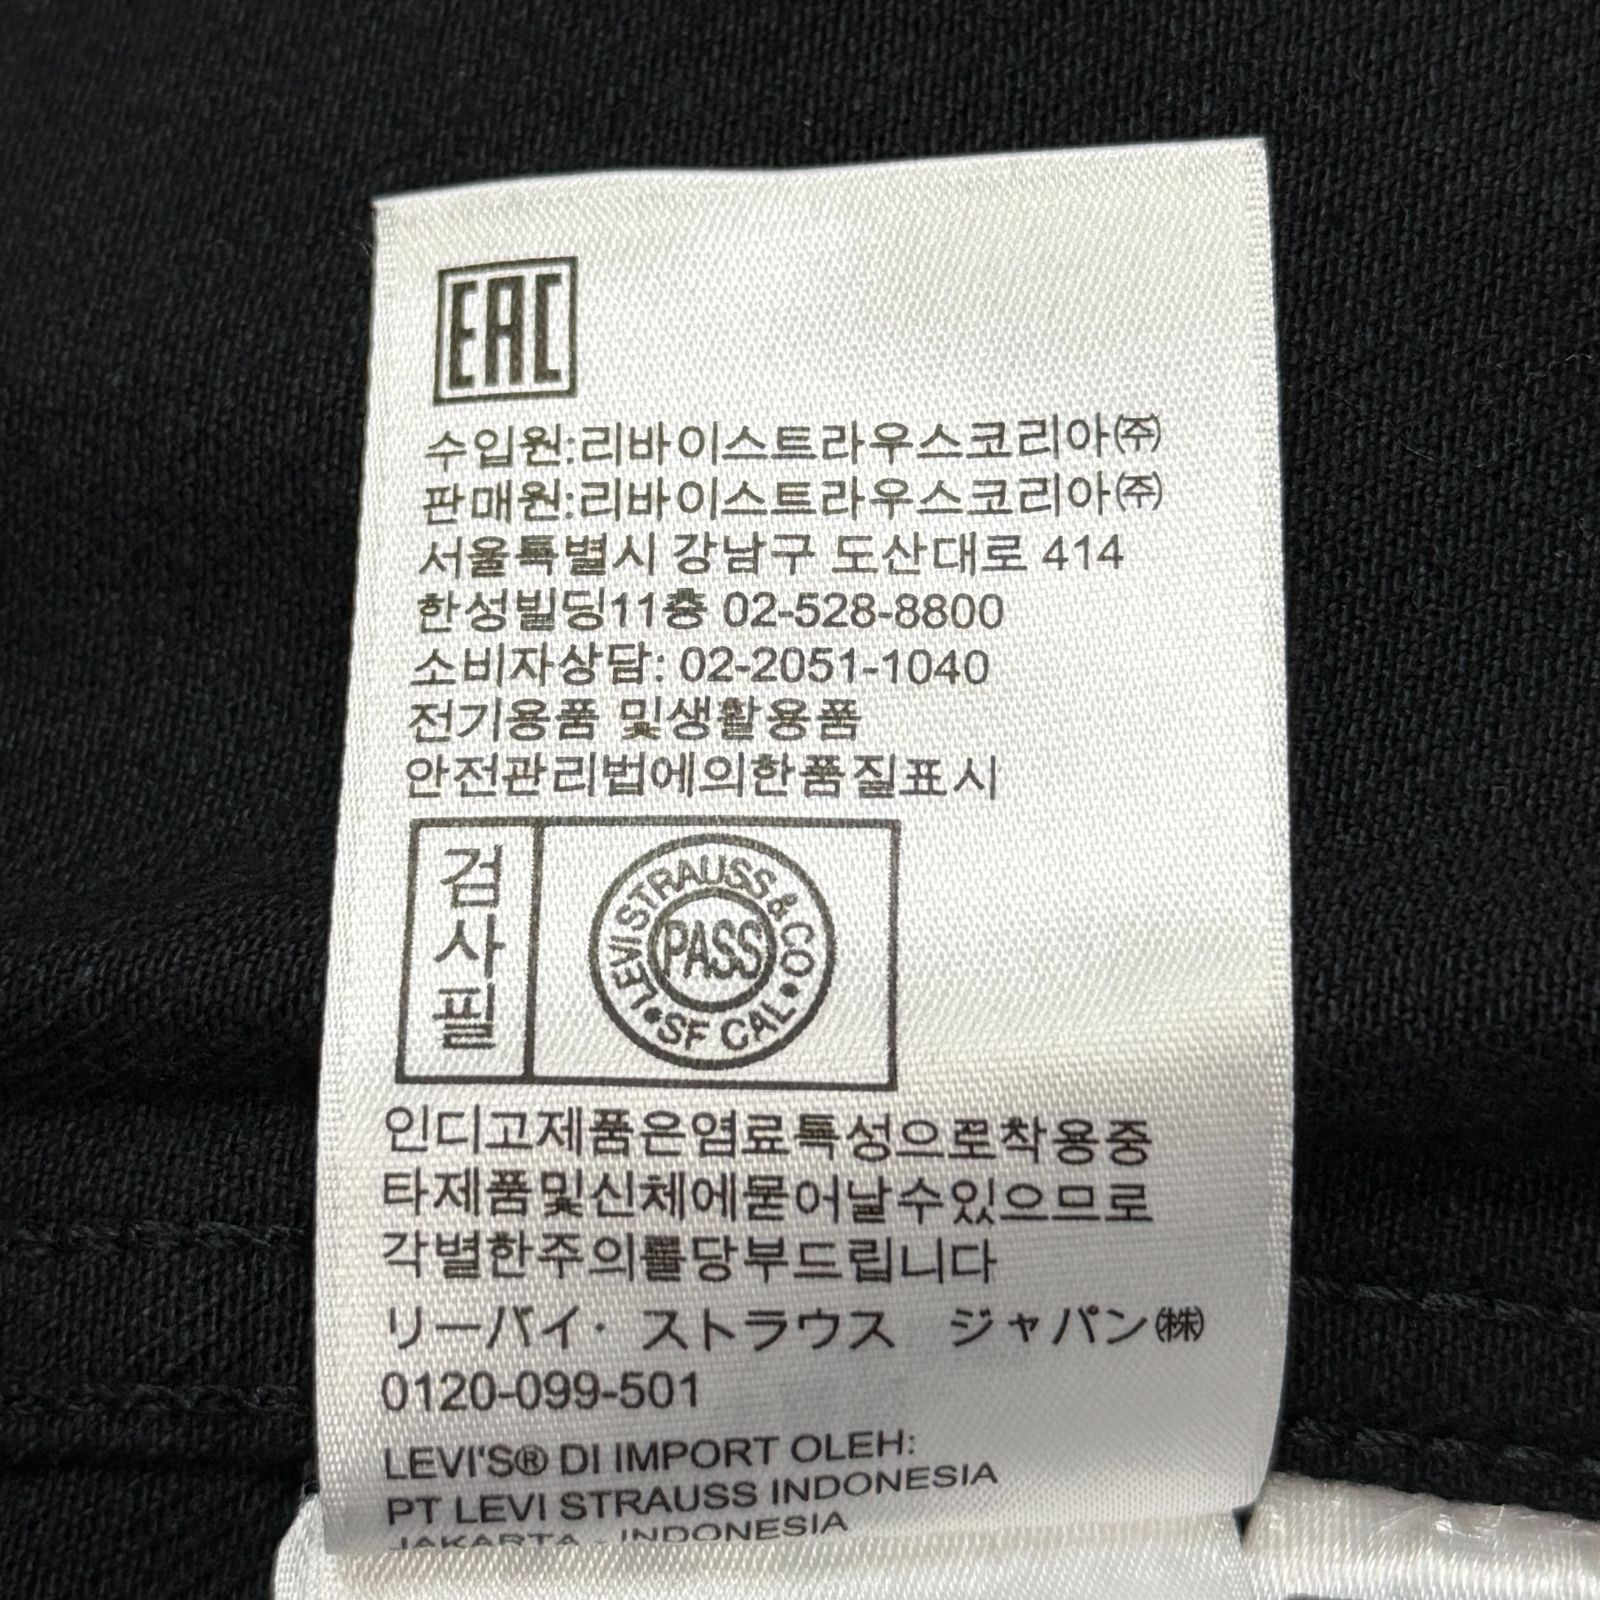 EAC
수입원:리바이스트라우스코리아㈜
판매원:리바이스트라우스코리아㈜
서울특별시 강남구 도산대로 414
한성빌딩11층 02-528-8800
소비자상담: 02-2051-1040
전기용품 및생활용품
안전관리법에의한품질표시
검사필
LEVI STRAUSS & CO • SF CAL •
PASS
인디고제품은염료특성으로착용중
타제품및신체에묻어날수있으므로
각별한주의를당부드립니다
リーバイ・ストラウス ジャパン㈱
0120-099-501
LEVI'S® DI IMPORT OLEH:
PT LEVI STRAUSS INDONESIA
JAKARTA - INDONESIA